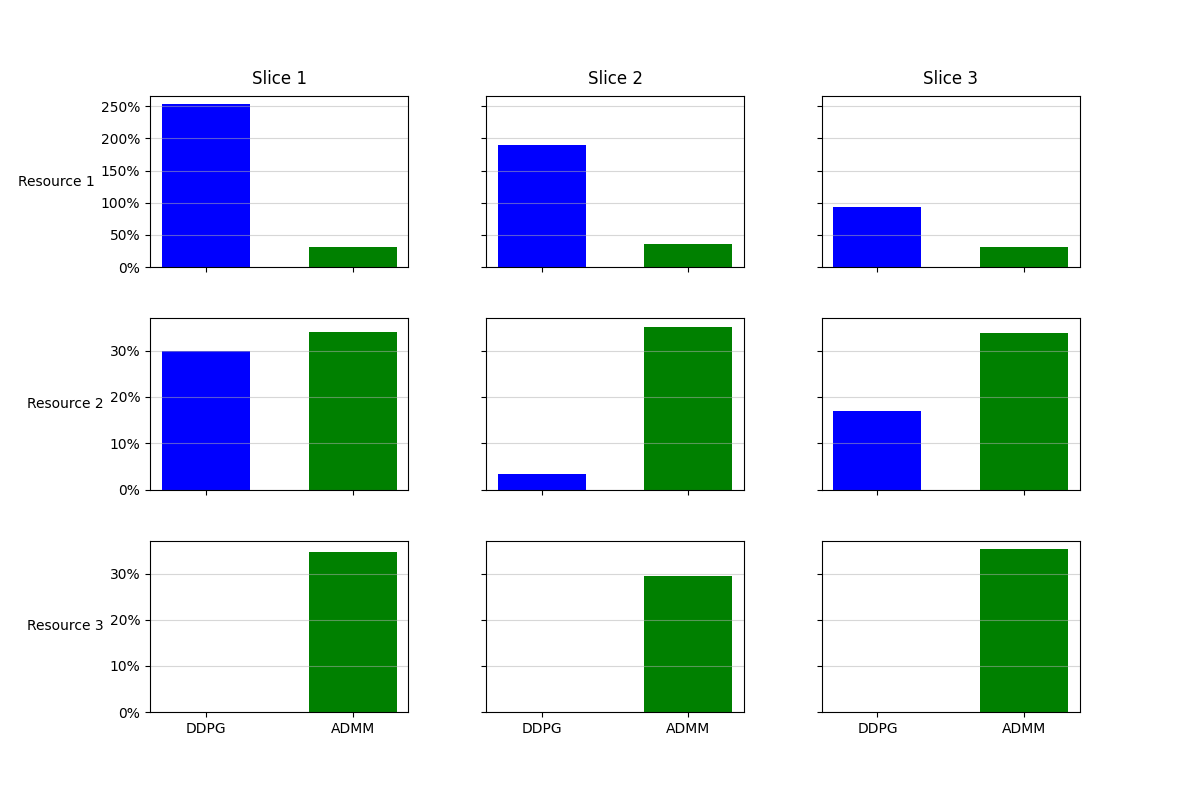 Slice 1 Slice 2 Slice 3
250%
200%
150%
Resource 1
100%
50%
0%
30%
Resource 2
20%
10%
0%
30%
Resource 3
20%
10%
0%
DDPG ADMM DDPG ADMM DDPG ADMM